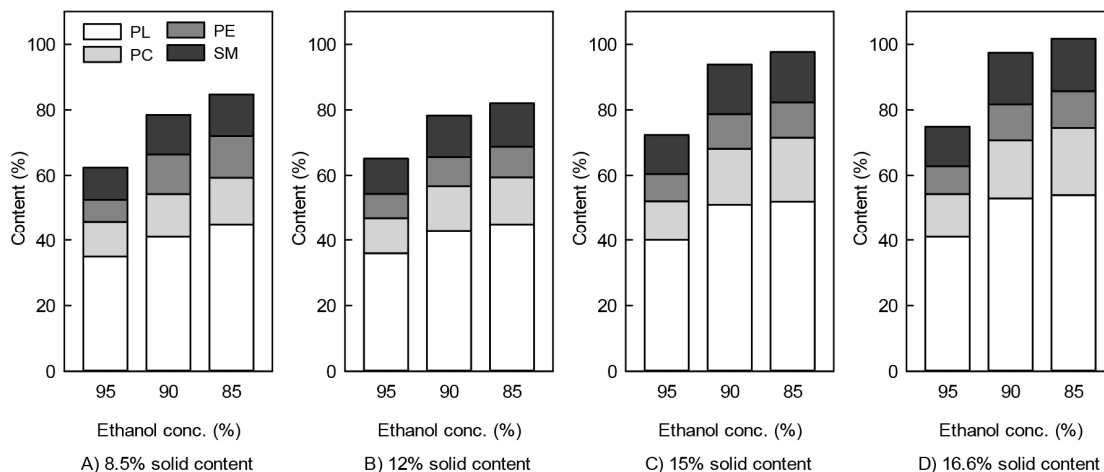 PL
PE
PC
SM
Content (%)
100
80
60
40
20
0
95 90 85
Ethanol conc. (%)
A) 8.5% solid content
Content (%)
100
80
60
40
20
0
95 90 85
Ethanol conc. (%)
B) 12% solid content
Content (%)
100
80
60
40
20
0
95 90 85
Ethanol conc. (%)
C) 15% solid content
Content (%)
100
80
60
40
20
0
95 90 85
Ethanol conc. (%)
D) 16.6% solid content